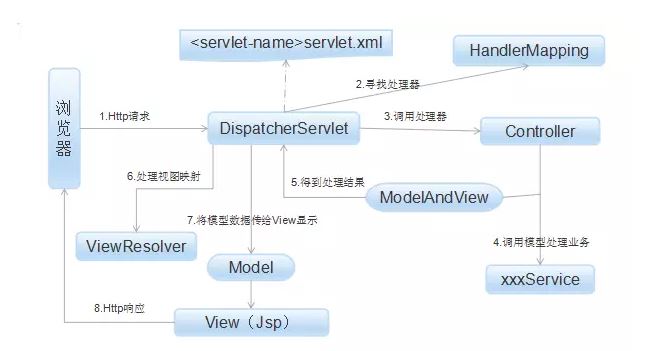 <servlet-name>servlet.xml
HandlerMapping
2.寻找处理器
浏览器
1.Http请求
DispatcherServlet
3.调用处理器
Controller
6.处理视图映射
5.得到处理结果
ModelAndView
7.将模型数据传给View显示
ViewResolver
4.调用模型处理业务
Model
xxxService
8.Http响应
View（Jsp）